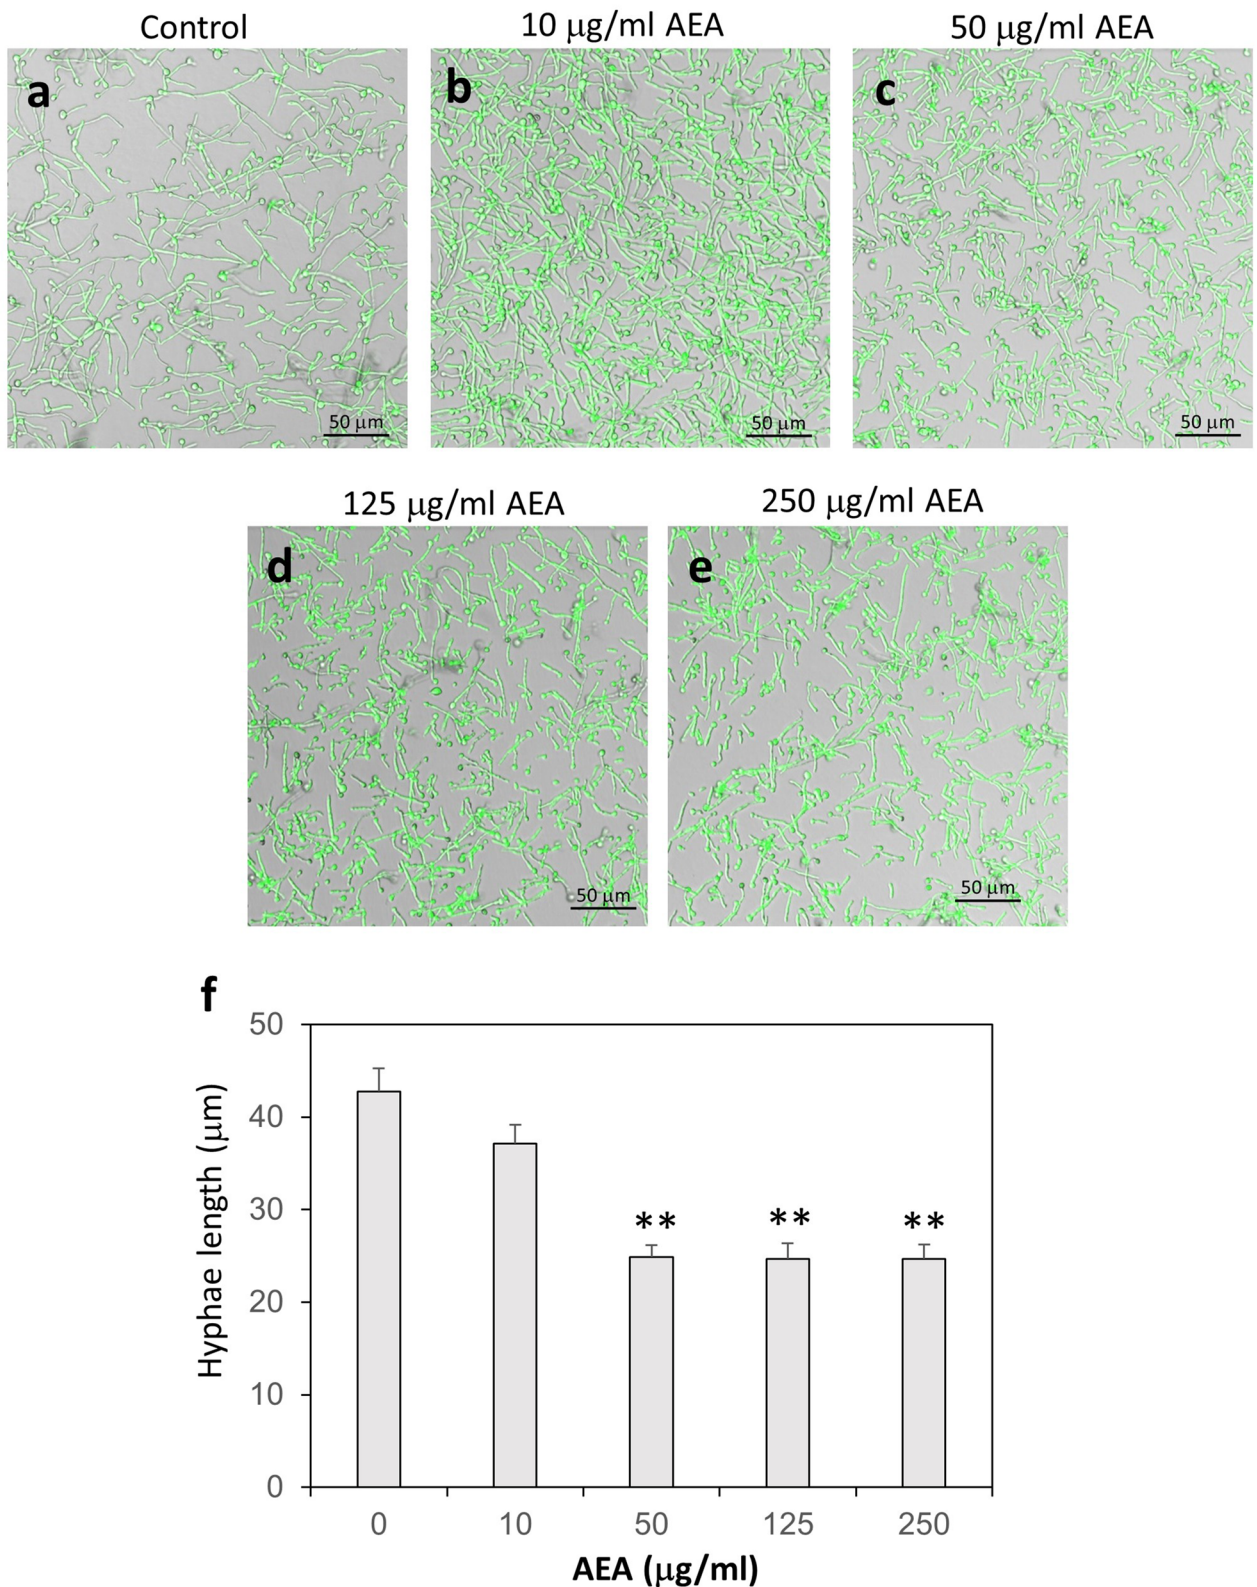 Control
10 μg/ml AEA
50 μg/ml AEA
a
b
c
50 μm
50 μm
50 μm
125 μg/ml AEA
250 μg/ml AEA
d
e
50 μm
50 μm
f
Hyphae length (μm)
50
40
30
20
10
0
**
**
**
0
10
50
125
250
AEA (μg/ml)